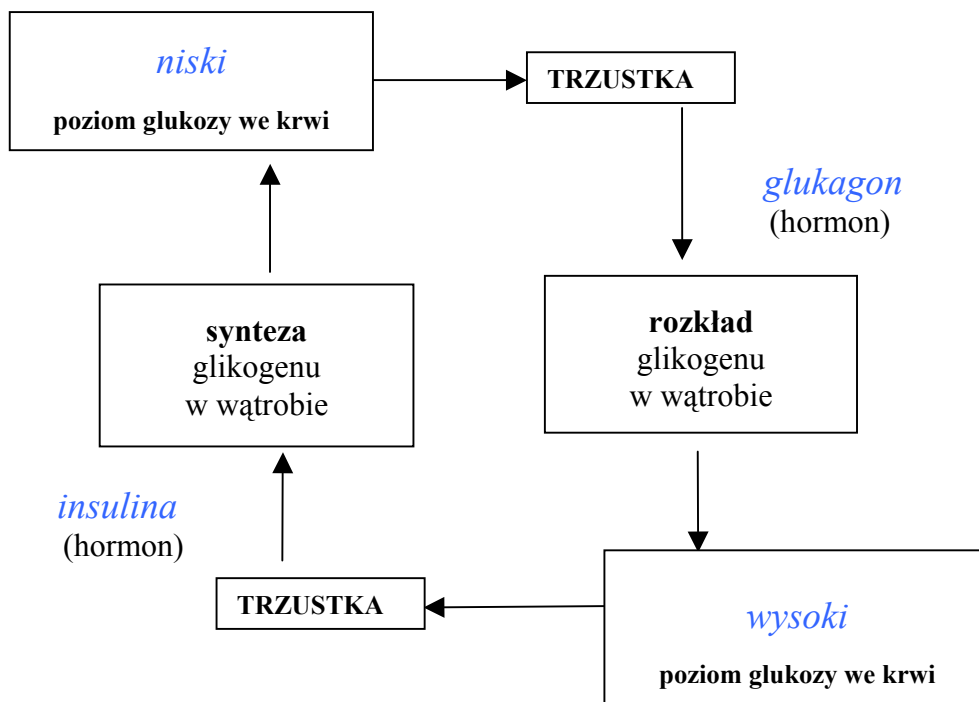 niski
poziom glukozy we krwi
TRZUSTKA
glukagon
(hormon)
rozkład
glikogenu
w wątrobie
wysoki
poziom glukozy we krwi
TRZUSTKA
insulina
(hormon)
synteza
glikogenu
w wątrobie